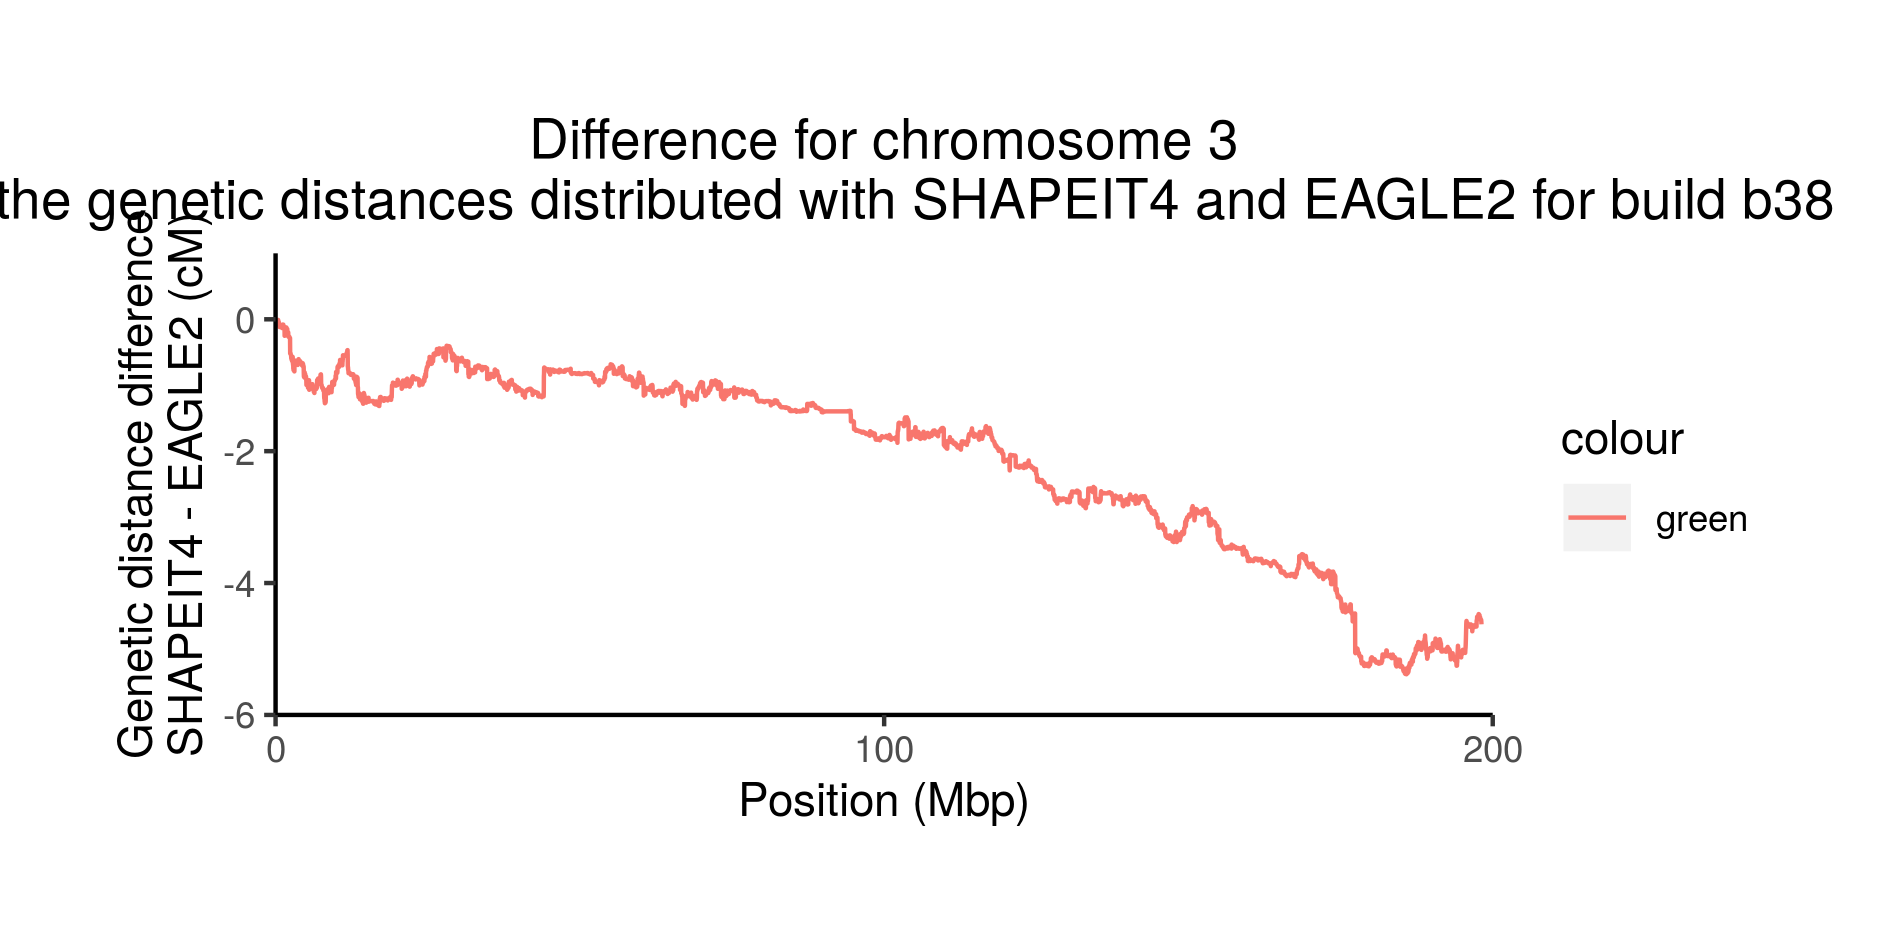 Difference for chromosome 3
the genetic distances distributed with SHAPEIT4 and EAGLE2 for build b38
Genetic distance difference
SHAPEIT4 - EAGLE2 (cM)
0
-2
-4
-6
0
100
200
Position (Mbp)
colour
green